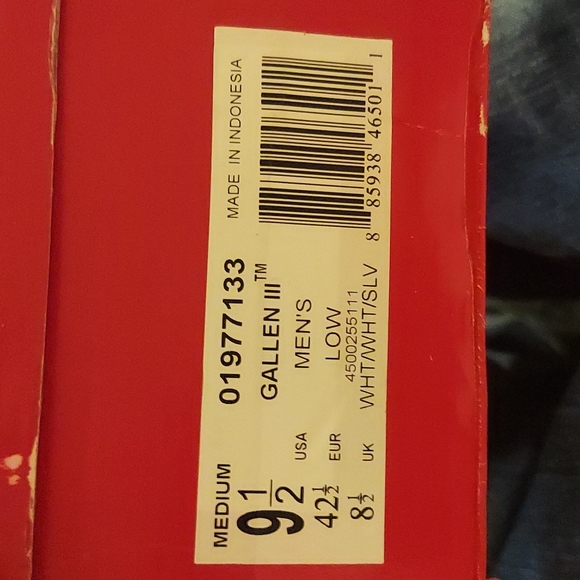 MEDIUM 01977133 MADE IN INDONESIA
9 1/2 USA GALLEN III™
MEN'S
42 1/2 EUR LOW
4500255111
8 1/2 UK WHT/WHT/SLV
8 85938 46501 1